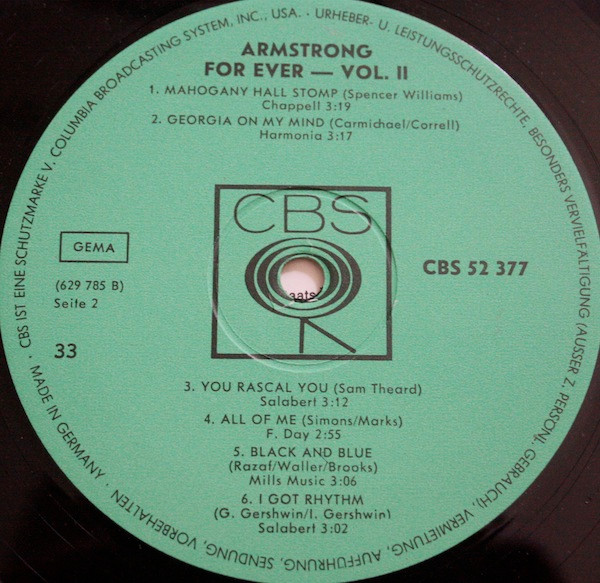 · CBS IST EINE SCHUTZMARKE V. COLUMBIA BROADCASTING SYSTEM, INC., USA. · URHEBER- U. LEISTUNGSSCHUTZRECHTE, BESONDERS VERVIELFÄLTIGUNG (AUSSER Z. PERSÖNL. GEBRAUCH), VERMIETUNG, AUFFÜHRUNG, SENDUNG, VORBEHALTEN · MADE IN GERMANY
ARMSTRONG
FOR EVER — VOL. II
1. MAHOGANY HALL STOMP (Spencer Williams)
Chappell 3:19
2. GEORGIA ON MY MIND (Carmichael/Correll)
Harmonia 3:17
CBS
GEMA
(629 785 B)
Seite 2
33
CBS 52 377
aats
3. YOU RASCAL YOU (Sam Theard)
Salabert 3:12
4. ALL OF ME (Simons/Marks)
F. Day 2:55
5. BLACK AND BLUE
(Razaf/Waller/Brooks)
Mills Music 3:06
6. I GOT RHYTHM
(G. Gershwin/I. Gershwin)
Salabert 3:02